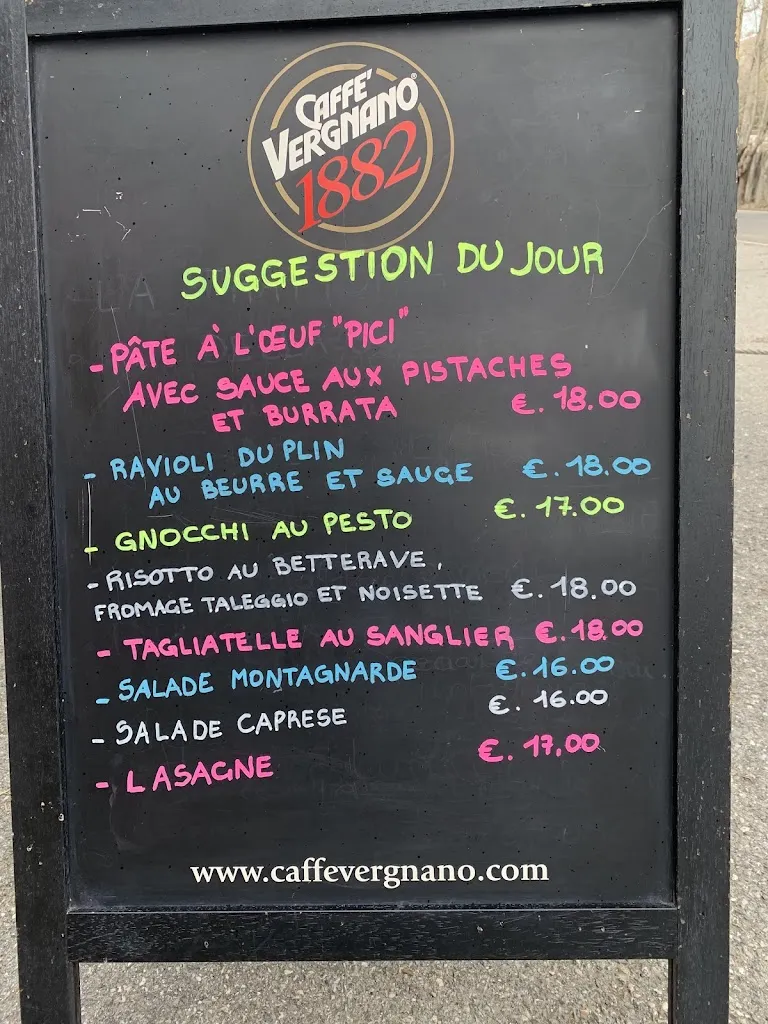 CAFFÈ
VERGNANO®
1882
SUGGESTION DU JOUR
- PÂTE À L'ŒUF "PICI"
AVEC SAUCE AUX PISTACHES
ET BURRATA €. 18.00
- RAVIOLI DU PLIN
AU BEURRE ET SAUGE €. 18.00
- GNOCCHI AU PESTO €. 17.00
- RISOTTO AU BETTERAVE,
FROMAGE TALEGGIO ET NOISETTE €. 18.00
- TAGLIATELLE AU SANGLIER €. 18.00
- SALADE MONTAGNARDE €. 16.00
- SALADE CAPRESE €. 16.00
- LASAGNE €. 17,00
www.caffevergnano.com